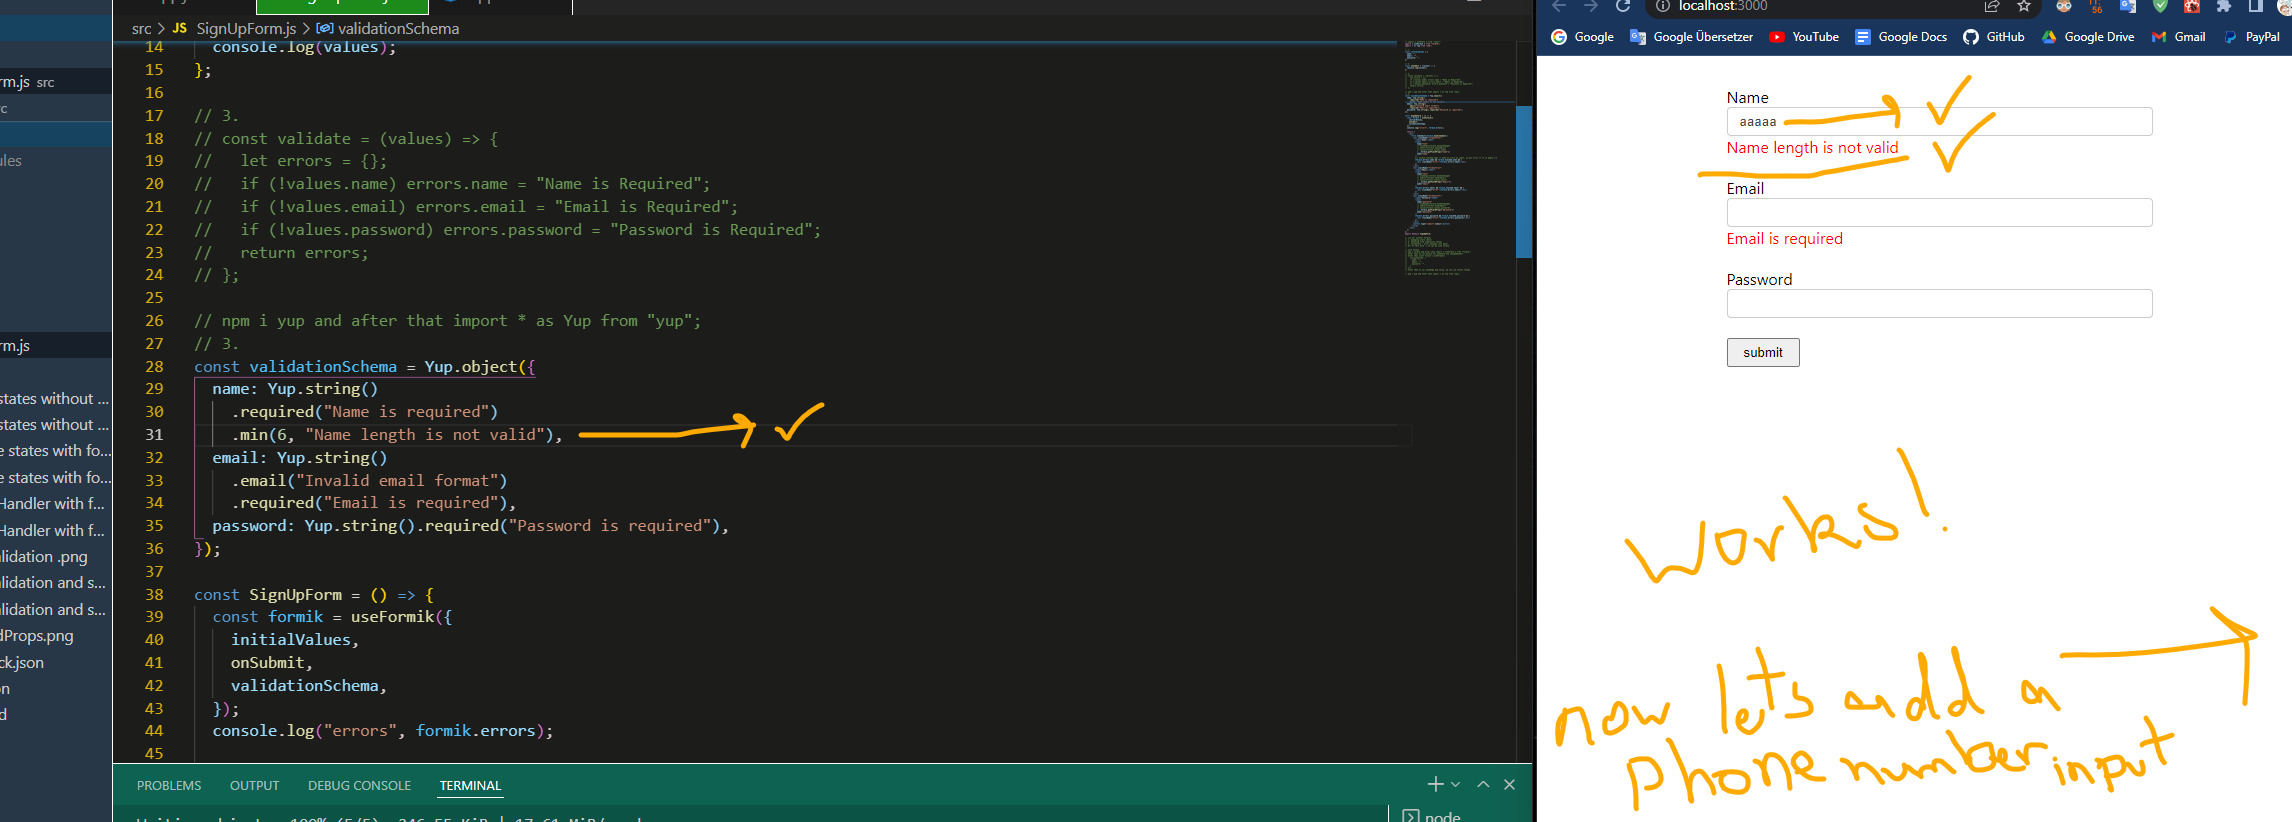 src > JS SignUpForm.js > validationSchema
14 console.log(values);
15 };
16
17 // 3.
18 // const validate = (values) => {
19 //   let errors = {};
20 //   if (!values.name) errors.name = "Name is Required";
21 //   if (!values.email) errors.email = "Email is Required";
22 //   if (!values.password) errors.password = "Password is Required";
23 //   return errors;
24 // };
25
26 // npm i yup and after that import * as Yup from "yup";
27 // 3.
28 const validationSchema = Yup.object({
29 name: Yup.string()
30 .required("Name is required")
31 .min(6, "Name length is not valid"),
32 email: Yup.string()
33 .email("Invalid email format")
34 .required("Email is required"),
35 password: Yup.string().required("Password is required"),
36 });
37
38 const SignUpForm = () => {
39 const formik = useFormik({
40 initialValues,
41 onSubmit,
42 validationSchema,
43 });
44 console.log("errors", formik.errors);
45
PROBLEMS OUTPUT DEBUG CONSOLE TERMINAL
node
rm.js src
rm.js
states without ...
states without ...
e states with fo...
e states with fo...
Handler with f...
Handler with f...
alidation .png
alidation and s...
alidation and s...
dProps.png
ck.json
localhost:3000
Google Google Übersetzer YouTube Google Docs GitHub Google Drive Gmail PayPal
Name
aaaaa
Name length is not valid
Email
Email is required
Password
submit
Works!
now lets add a
phone number input